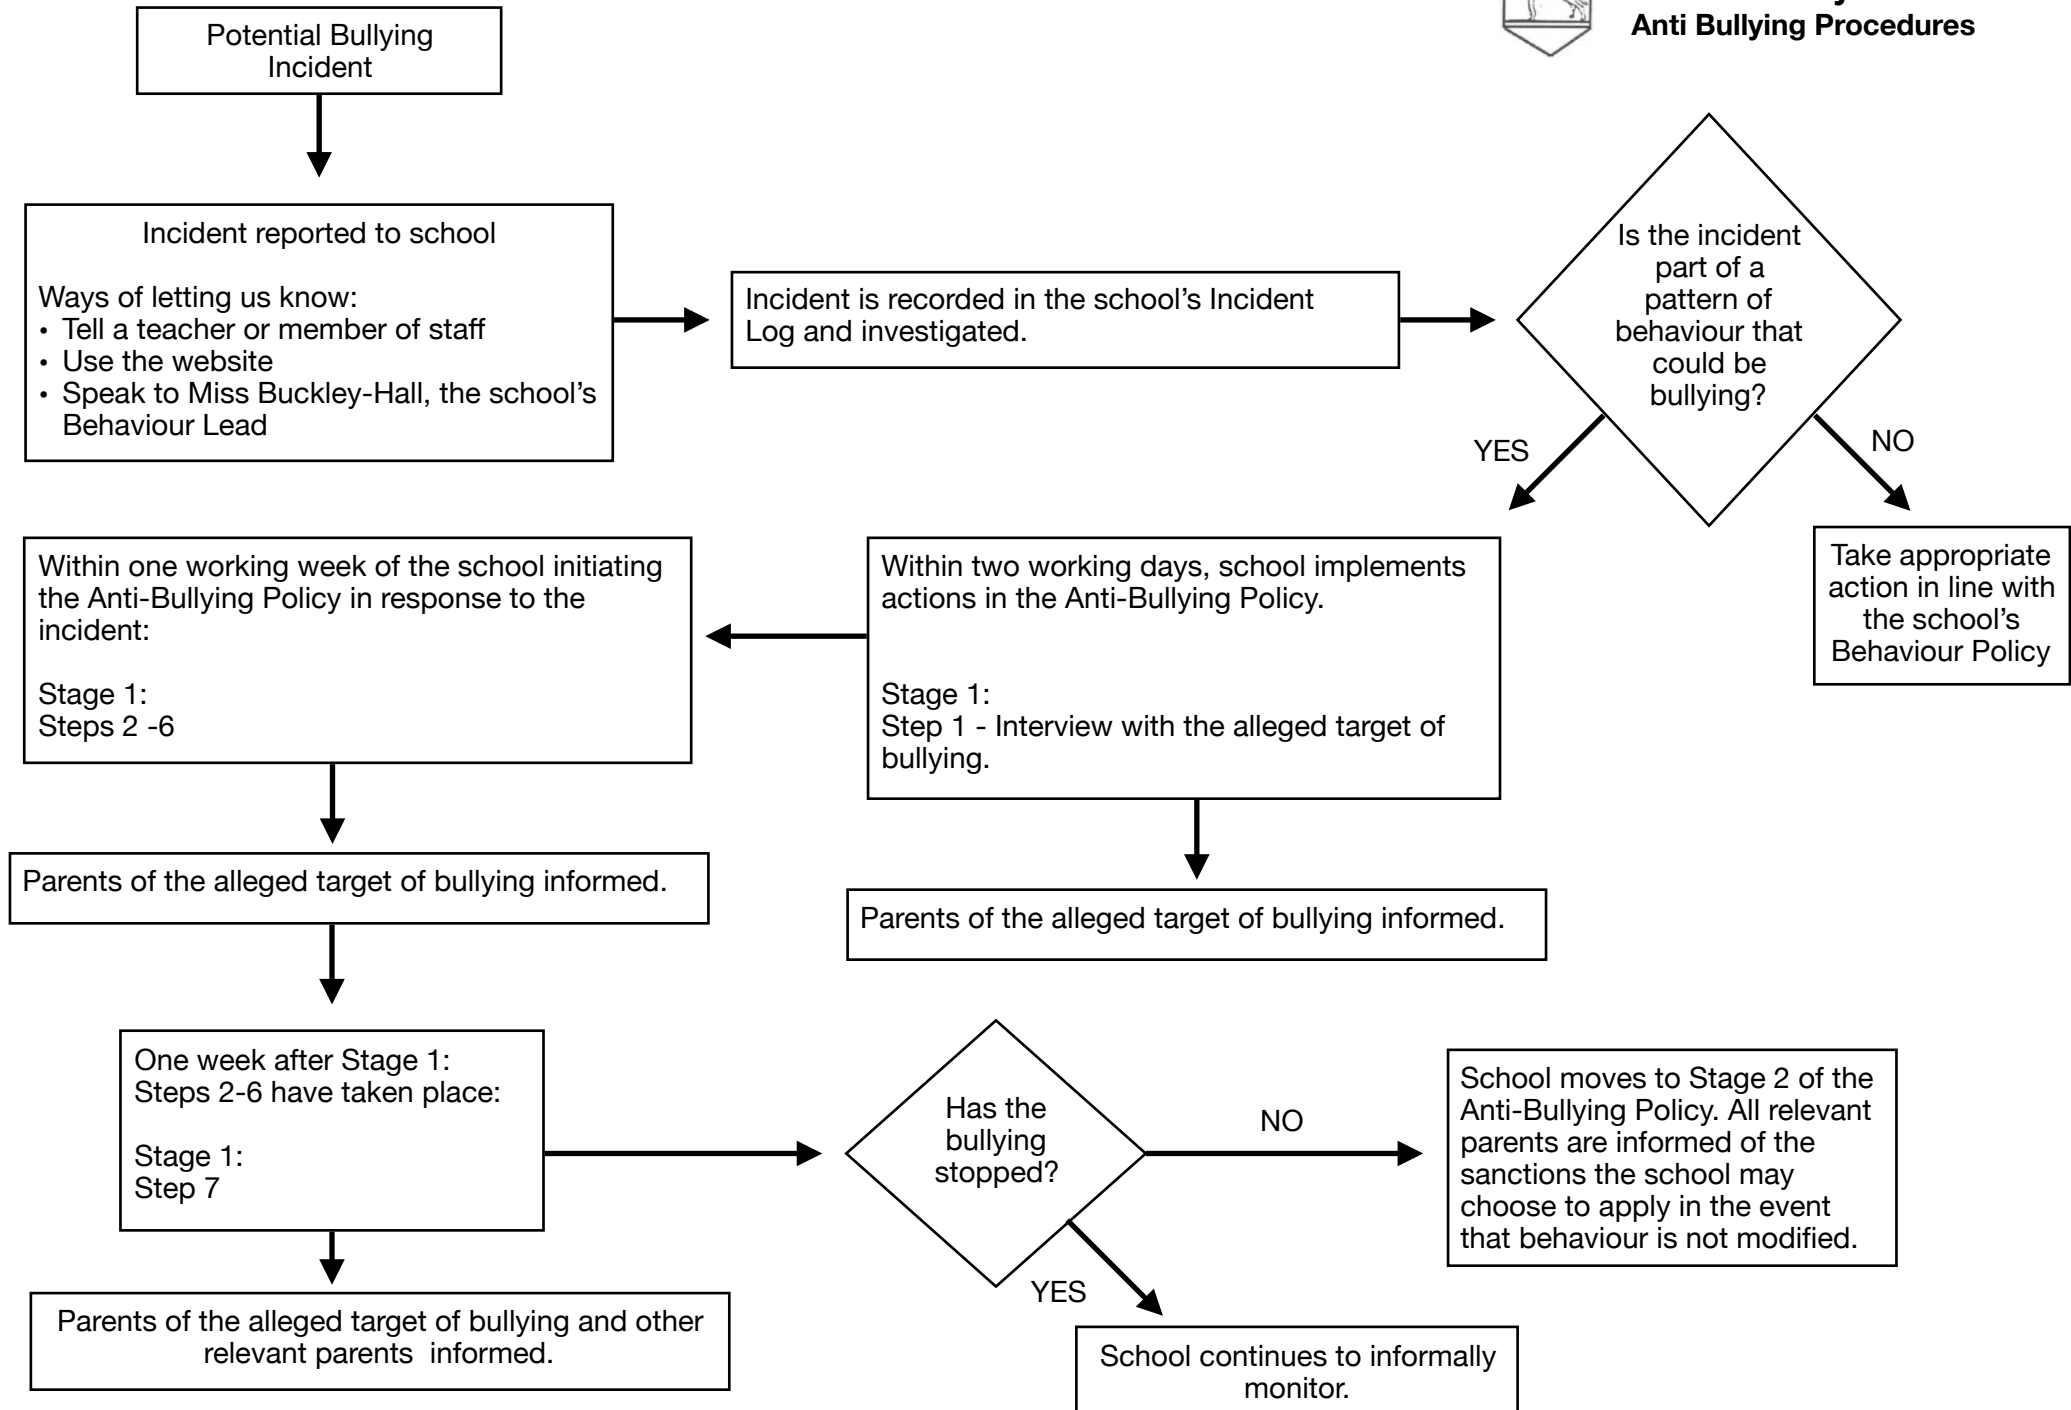 Anti Bullying Procedures
Potential Bullying
Incident
Incident reported to school
Ways of letting us know:
• Tell a teacher or member of staff
• Use the website
• Speak to Miss Buckley-Hall, the school's
Behaviour Lead
Incident is recorded in the school's Incident
Log and investigated.
Is the incident
part of a
pattern of
behaviour that
could be
bullying?
YES
NO
Take appropriate
action in line with
the school's
Behaviour Policy
Within two working days, school implements
actions in the Anti-Bullying Policy.
Stage 1:
Step 1 - Interview with the alleged target of
bullying.
Parents of the alleged target of bullying informed.
Within one working week of the school initiating
the Anti-Bullying Policy in response to the
incident:
Stage 1:
Steps 2 -6
Parents of the alleged target of bullying informed.
One week after Stage 1:
Steps 2-6 have taken place:
Stage 1:
Step 7
Parents of the alleged target of bullying and other
relevant parents  informed.
Has the
bullying
stopped?
NO
School moves to Stage 2 of the
Anti-Bullying Policy. All relevant
parents are informed of the
sanctions the school may
choose to apply in the event
that behaviour is not modified.
YES
School continues to informally
monitor.